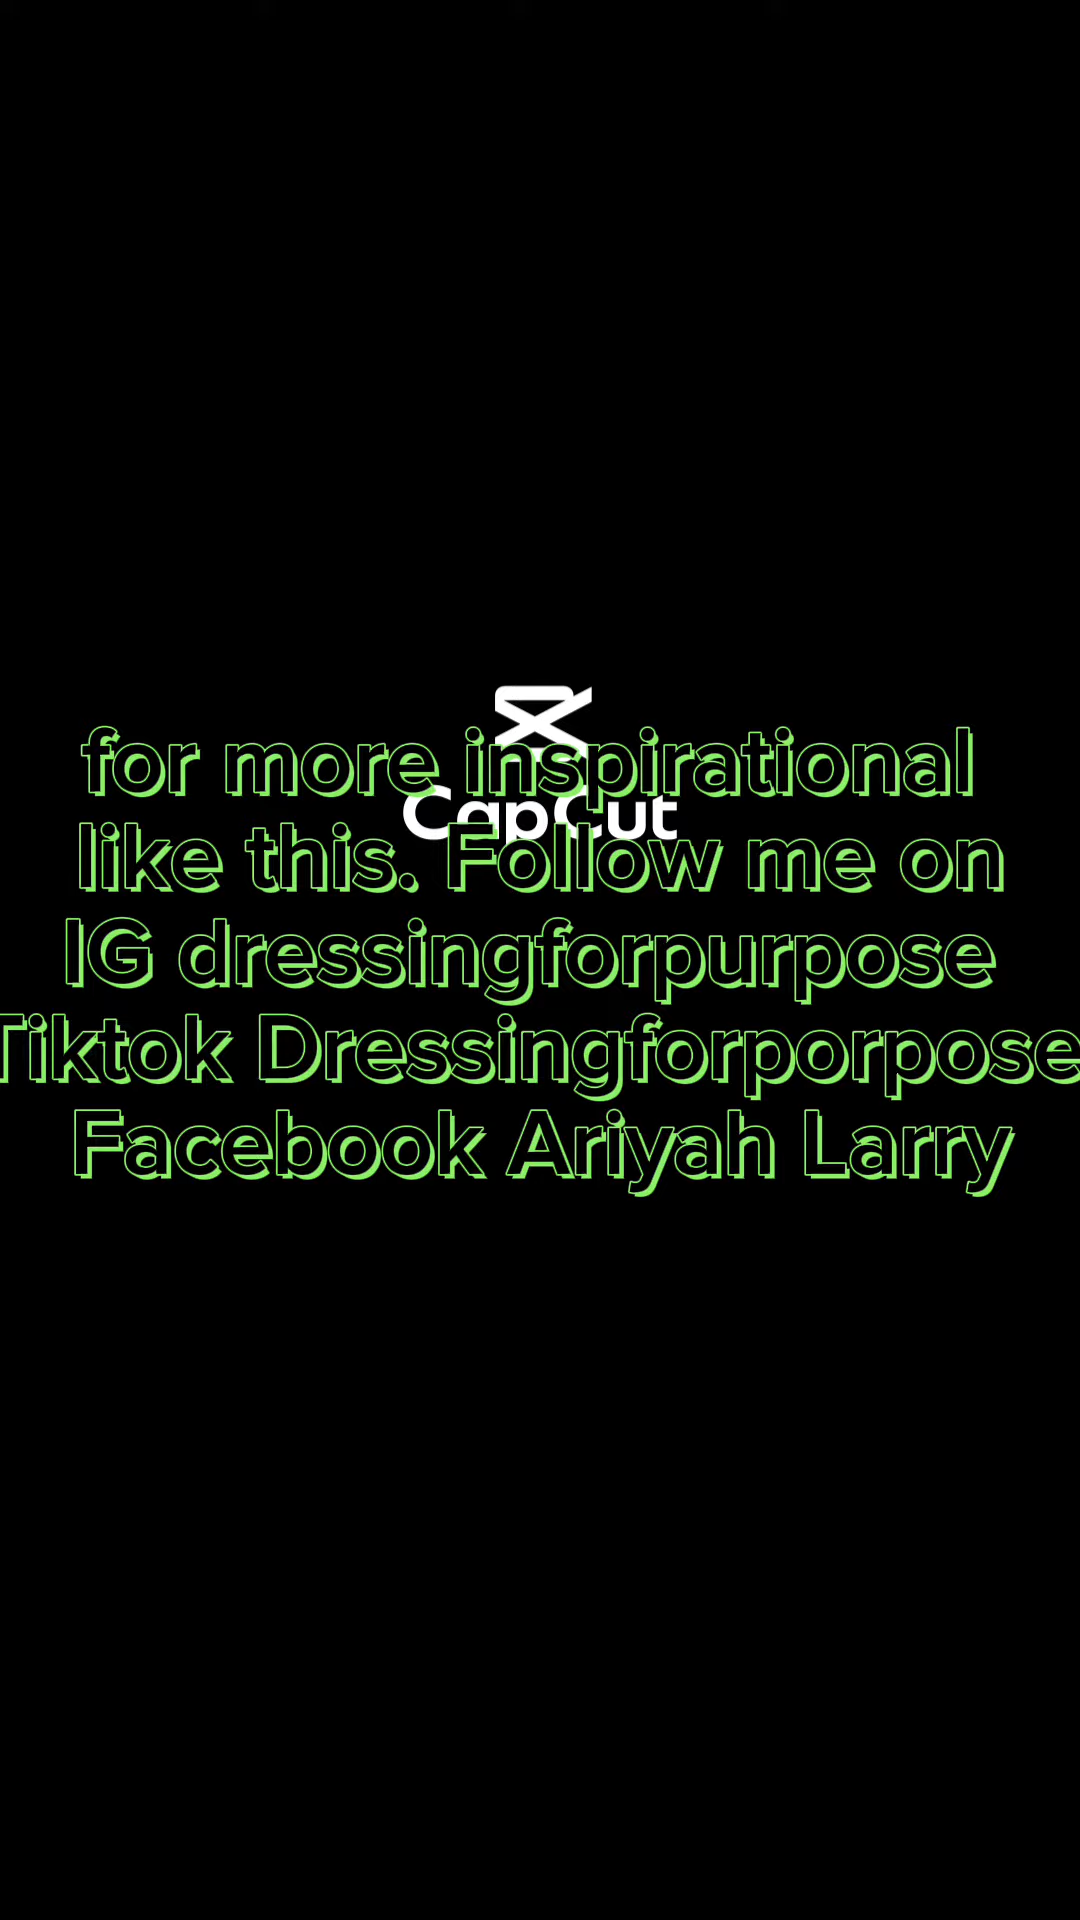 for more inspirational
CapCut
like this. Follow me on
IG dressingforpurpose
Tiktok Dressingforporpose
Facebook Ariyah Larry